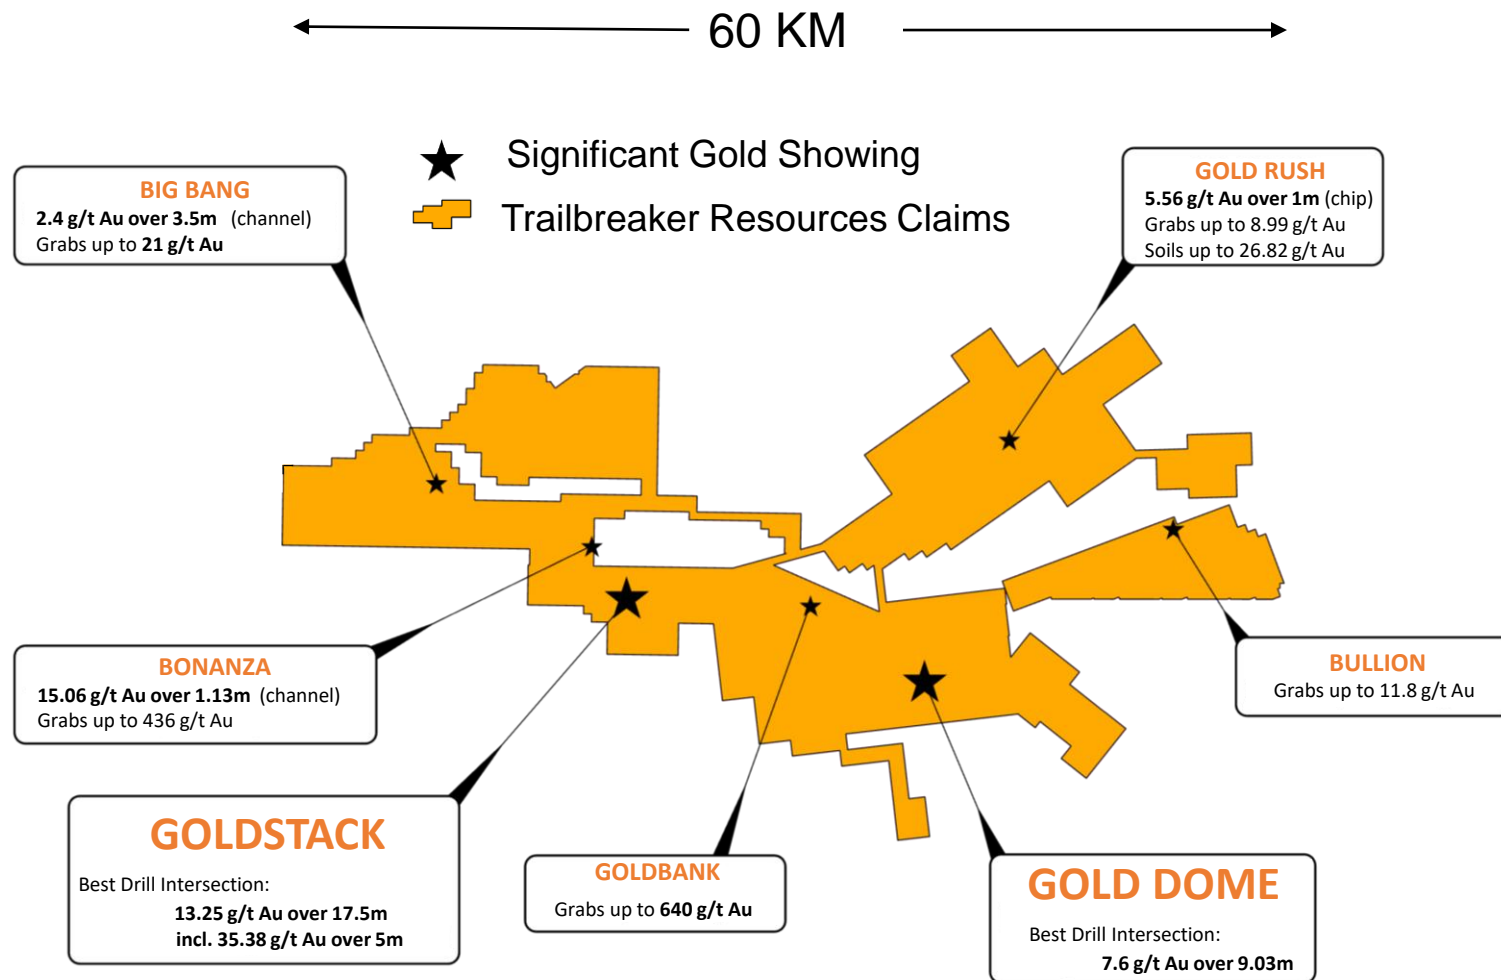 60 KM
Significant Gold Showing
Trailbreaker Resources Claims
BIG BANG
2.4 g/t Au over 3.5m (channel)
Grabs up to 21 g/t Au
GOLD RUSH
5.56 g/t Au over 1m (chip)
Grabs up to 8.99 g/t Au
Soils up to 26.82 g/t Au
BONANZA
15.06 g/t Au over 1.13m (channel)
Grabs up to 436 g/t Au
BULLION
Grabs up to 11.8 g/t Au
GOLDSTACK
Best Drill Intersection:
13.25 g/t Au over 17.5m
incl. 35.38 g/t Au over 5m
GOLDBANK
Grabs up to 640 g/t Au
GOLD DOME
Best Drill Intersection:
7.6 g/t Au over 9.03m